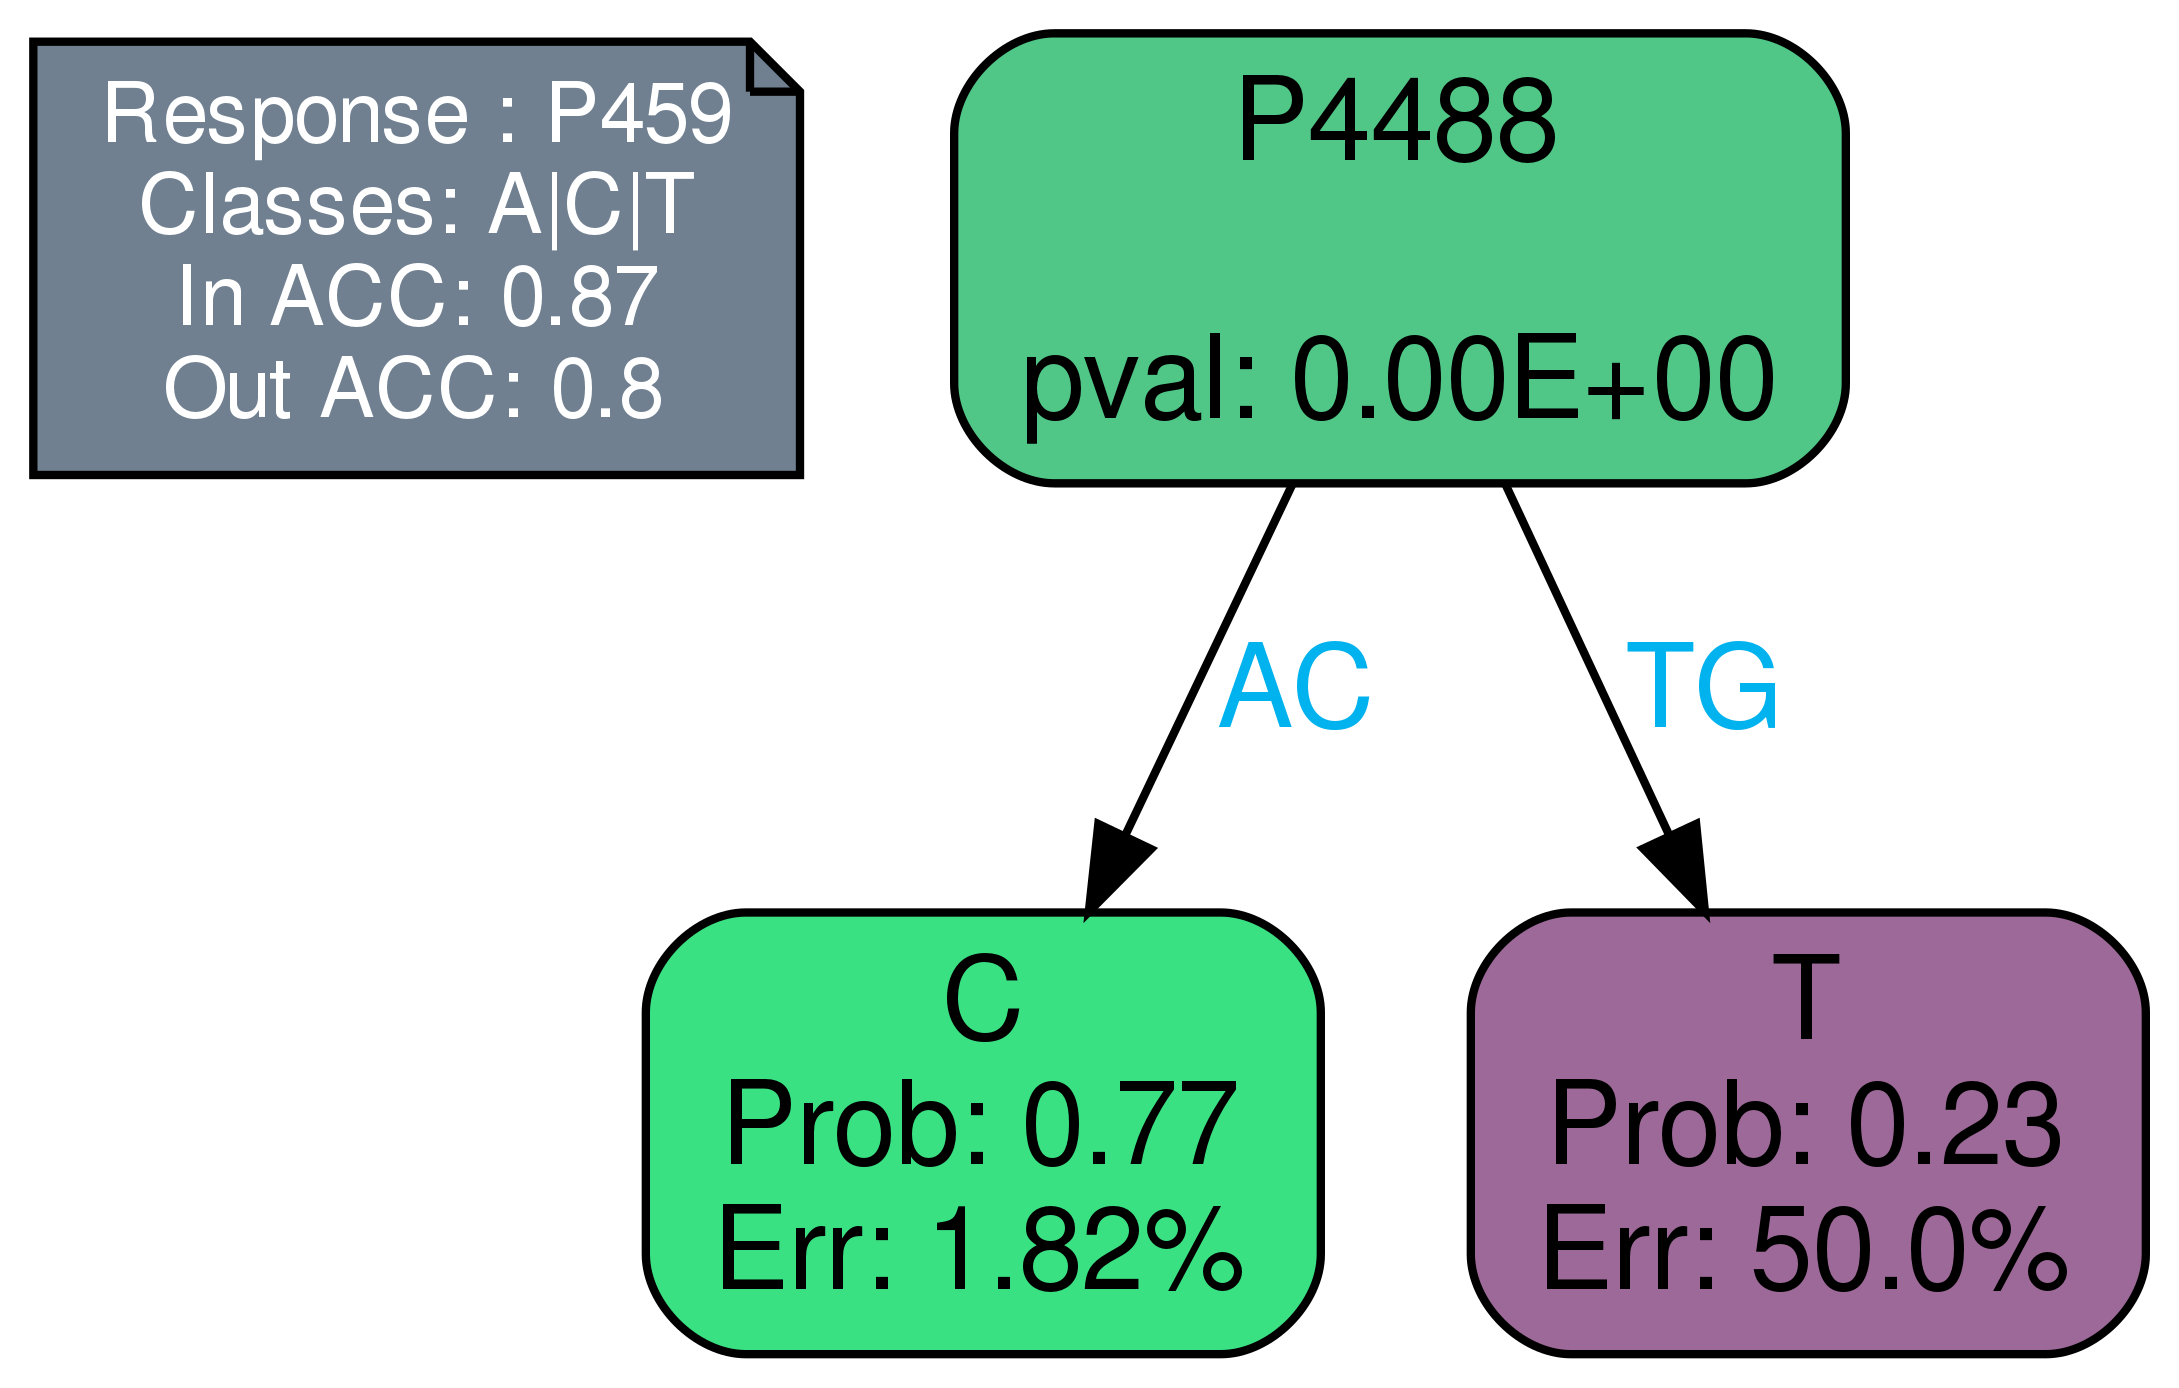 Response : P459
Classes: A|C|T
In ACC: 0.87
Out ACC: 0.8
P4488
pval: 0.00E+00
AC
TG
C
Prob: 0.77
Err: 1.82%
T
Prob: 0.23
Err: 50.0%